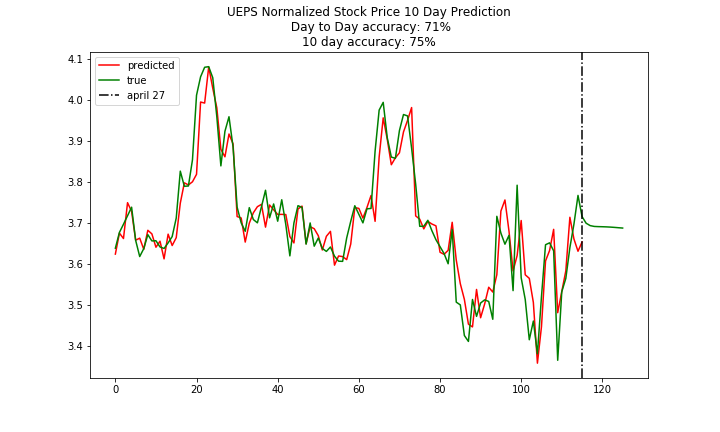 UEPS Normalized Stock Price 10 Day Prediction
Day to Day accuracy: 71%
10 day accuracy: 75%
predicted
true
april 27
4.1
4.0
3.9
3.8
3.7
3.6
3.5
3.4
0 20 40 60 80 100 120